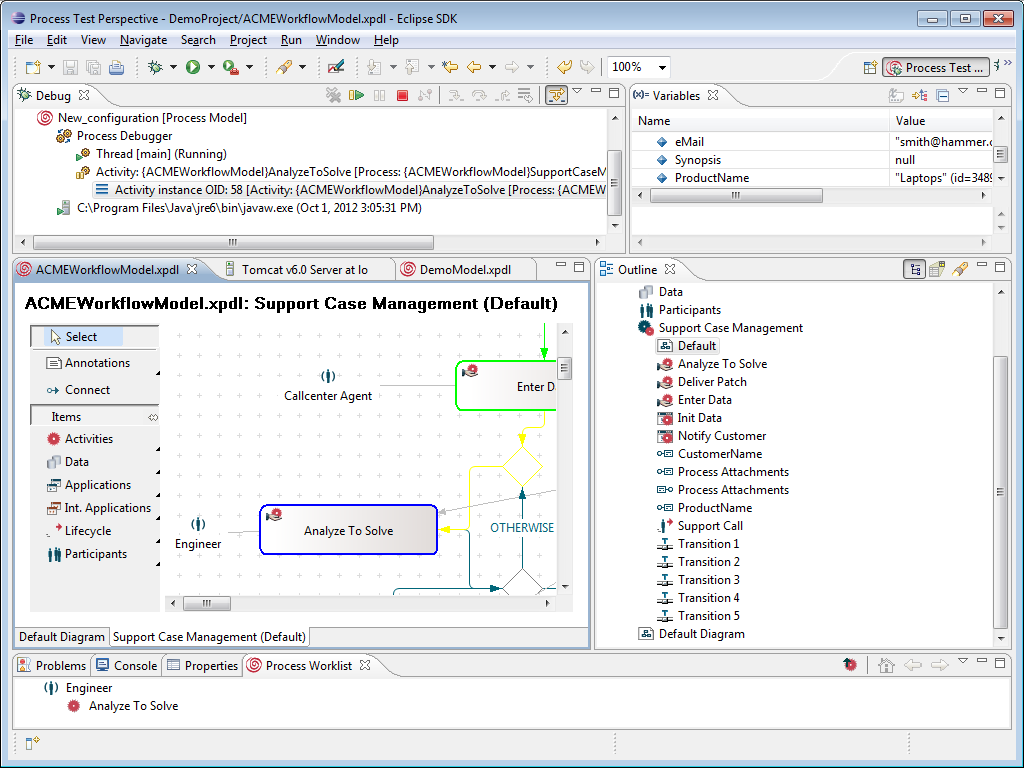 Process Test Perspective - DemoProject/ACMEWorkflowModel.xpdl - Eclipse SDK
File Edit View Navigate Search Project Run Window Help
100% Process Test ...
Debug
New_configuration [Process Model]
Process Debugger
Thread [main] (Running)
Activity: {ACMEWorkflowModel}AnalyzeToSolve [Process: {ACMEWorkflowModel}SupportCaseM
Activity instance OID: 58 [Activity: {ACMEWorkflowModel}AnalyzeToSolve [Process: {ACMEW
C:\Program Files\Java\jre6\bin\javaw.exe (Oct 1, 2012 3:05:31 PM)
(x)= Variables
Name Value
eMail "smith@hammer.c
Synopsis null
ProductName "Laptops" (id=3489
ACMEWorkflowModel.xpdl Tomcat v6.0 Server at lo DemoModel.xpdl
ACMEWorkflowModel.xpdl: Support Case Management (Default)
Select
Annotations
Connect
Items
Activities
Data
Applications
Int. Applications
Lifecycle
Participants
Enter D
Callcenter Agent
OTHERWISE
Analyze To Solve
Engineer
Default Diagram Support Case Management (Default)
Outline
Data
Participants
Support Case Management
Default
Analyze To Solve
Deliver Patch
Enter Data
Init Data
Notify Customer
CustomerName
Process Attachments
Process Attachments
ProductName
Support Call
Transition 1
Transition 2
Transition 3
Transition 4
Transition 5
Default Diagram
Problems Console Properties Process Worklist
Engineer
Analyze To Solve